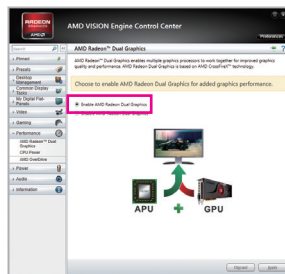 RADEON
GRAPHICS
AMD
AMD VISION Engine Control Center
Preferences
Search
AMD Radeon™ Dual Graphics
Pinned
Presets
Desktop
Management
Common Display
Tasks
My Digital Flat-
Panels
Video
Gaming
Performance
AMD Radeon™ Dual
Graphics
CPU Power
AMD OverDrive
Power
Audio
Information
AMD Radeon™ Dual Graphics enables multiple graphics processors to work together for improved graphics
quality and performance. AMD Radeon Dual Graphics is based on AMD CrossFireX™ technology.
Choose to enable AMD Radeon Dual Graphics for added graphics performance.
Enable AMD Radeon Dual Graphics
AMD Radeon Dual Graphics
APU + GPU
Discard
Apply